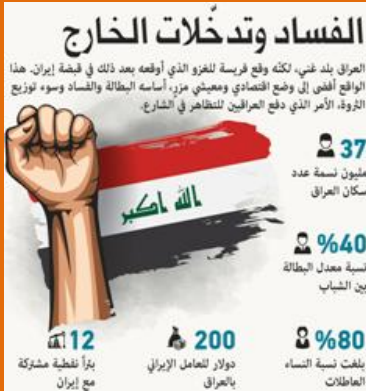 الفساد وتدخّلات الخارج
العراق بلد غني، لكنّه وقع فريسة للغزو الذي أوقعه بعد ذلك في قبضة إيران. هذا
الواقع أفضى إلى وضع اقتصادي ومعيشي مزرٍ، أساسه البطالة والفساد وسوء توزيع
الثروة، الأمر الذي دفع العراقيين للتظاهر في الشارع.
37
مليون نسمة عدد
سكان العراق
الله اكبر
%40
نسبة معدل البطالة
بين الشباب
%80
بلغت نسبة النساء
العاطلات
200
دولار للعامل الإيراني
بالعراق
12
بئراً نفطية مشتركة
مع إيران